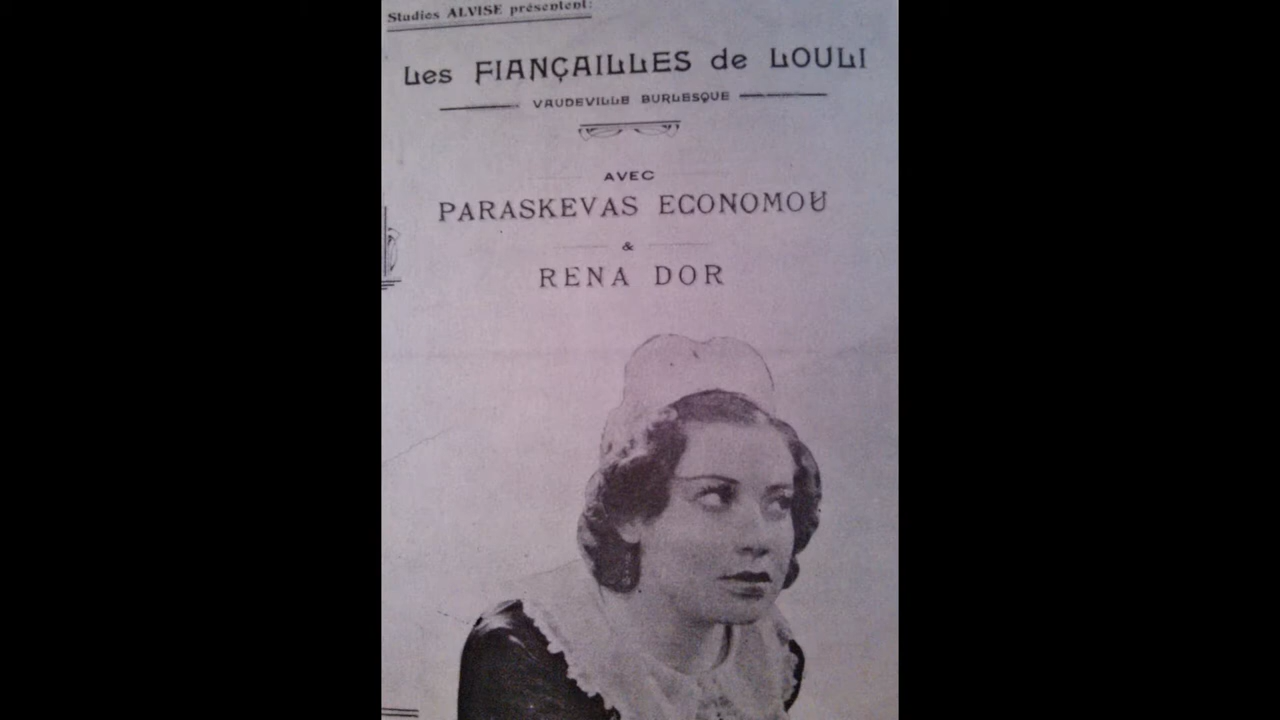 Studios ALVISE présentent:
Les FIANÇAILLES de LOULI
VAUDEVILLE BURLESQUE
AVEC
PARASKEVAS ECONOMOU
&
RENA DOR